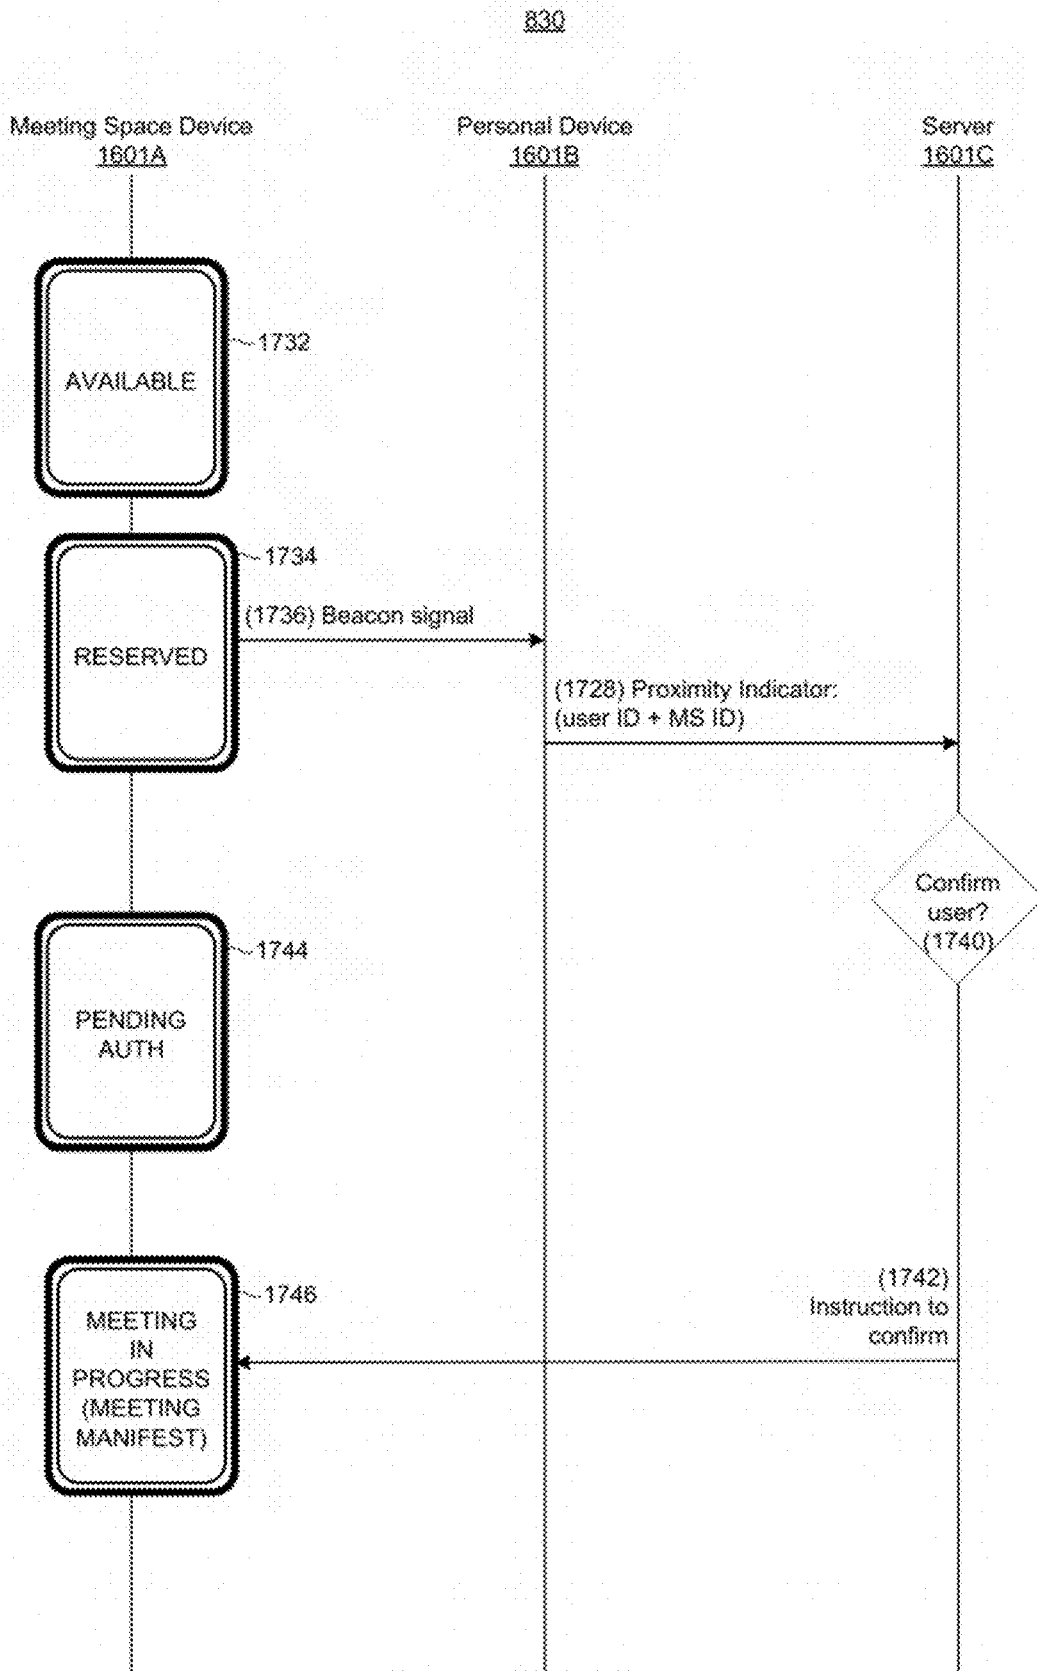 830
Meeting Space Device
1601A
Personal Device
1601B
Server
1601C
AVAILABLE
1732
1734
RESERVED
(1736) Beacon signal
(1728) Proximity Indicator:
(user ID + MS ID)
Confirm
user?
(1740)
1744
PENDING
AUTH
1746
MEETING
IN
PROGRESS
(MEETING
MANIFEST)
(1742)
Instruction to
confirm